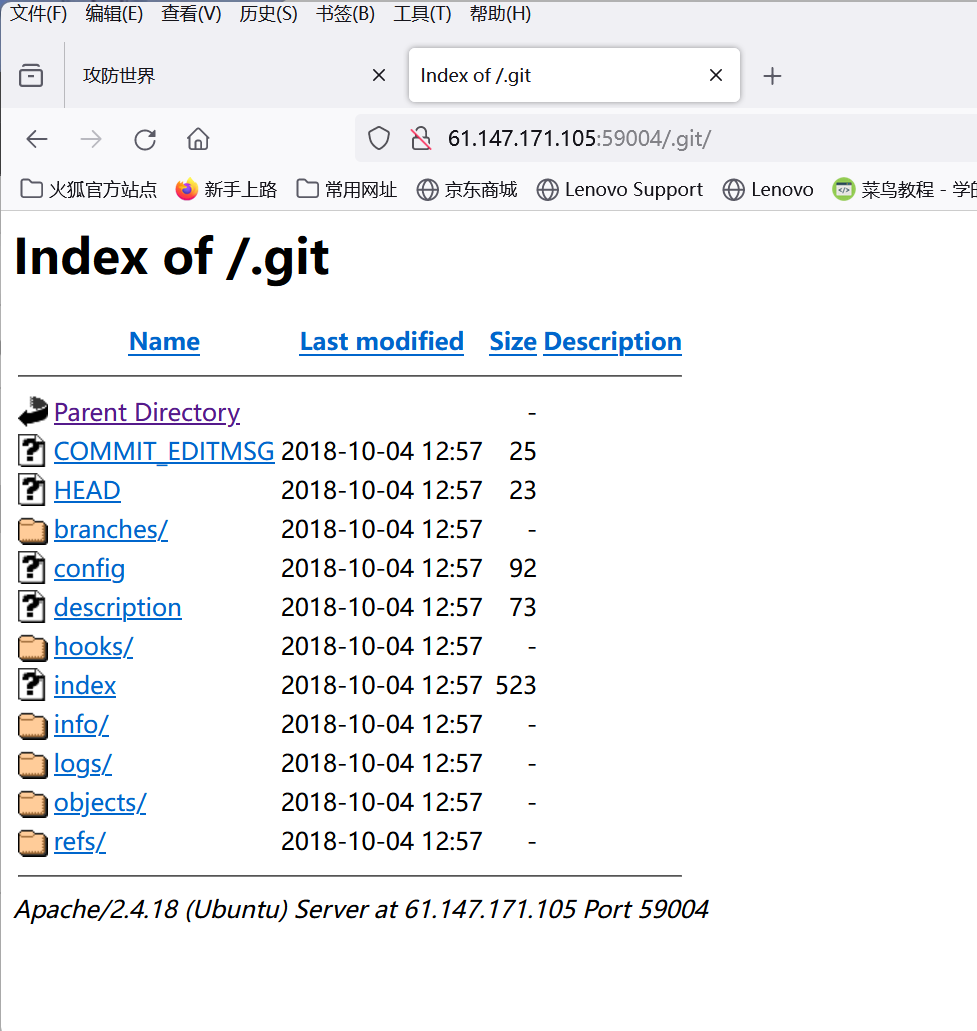 文件(F) 编辑(E) 查看(V) 历史(S) 书签(B) 工具(T) 帮助(H)
攻防世界 Index of /.git
61.147.171.105:59004/.git/
火狐官方站点 新手上路 常用网址 京东商城 Lenovo Support Lenovo 菜鸟教程 - 学的
Index of /.git
Name Last modified Size Description
Parent Directory -
COMMIT_EDITMSG 2018-10-04 12:57 25
HEAD 2018-10-04 12:57 23
branches/ 2018-10-04 12:57 -
config 2018-10-04 12:57 92
description 2018-10-04 12:57 73
hooks/ 2018-10-04 12:57 -
index 2018-10-04 12:57 523
info/ 2018-10-04 12:57 -
logs/ 2018-10-04 12:57 -
objects/ 2018-10-04 12:57 -
refs/ 2018-10-04 12:57 -
Apache/2.4.18 (Ubuntu) Server at 61.147.171.105 Port 59004